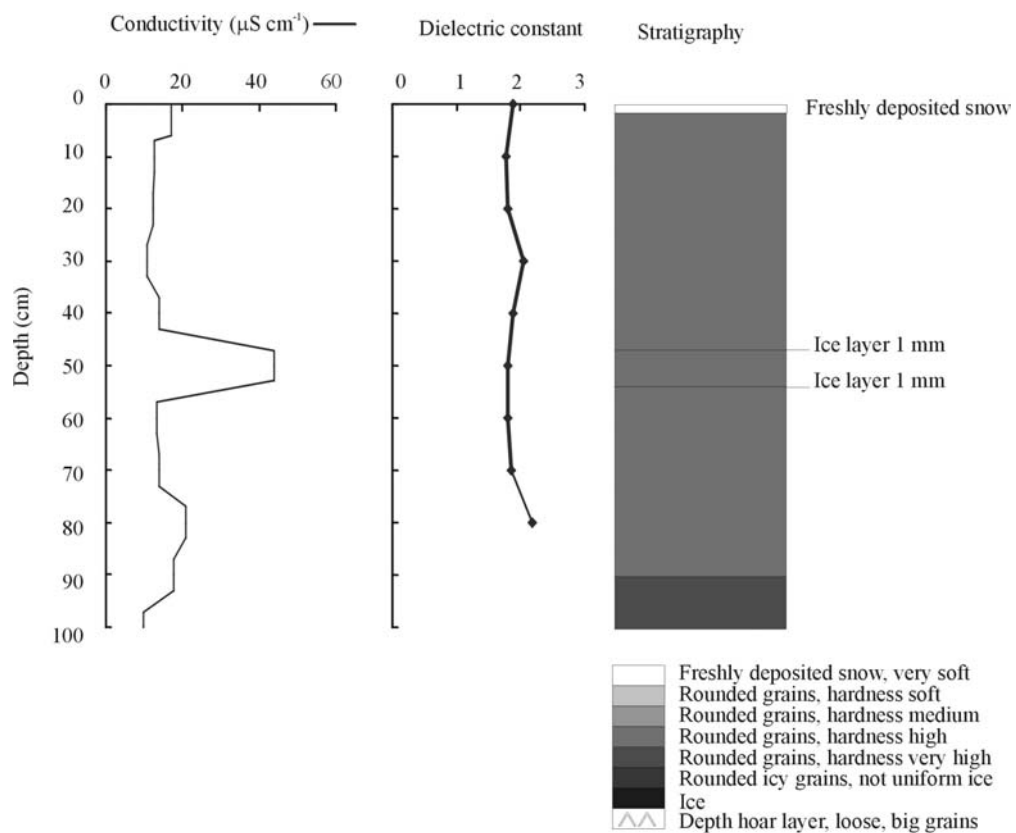 Conductivity (μS cm⁻¹)
Dielectric constant
Stratigraphy
0 20 40 60
0 1 2 3
Depth (cm)
0
10
20
30
40
50
60
70
80
90
100
Freshly deposited snow
Ice layer 1 mm
Ice layer 1 mm
Freshly deposited snow, very soft
Rounded grains, hardness soft
Rounded grains, hardness medium
Rounded grains, hardness high
Rounded grains, hardness very high
Rounded icy grains, not uniform ice
Ice
Depth hoar layer, loose, big grains